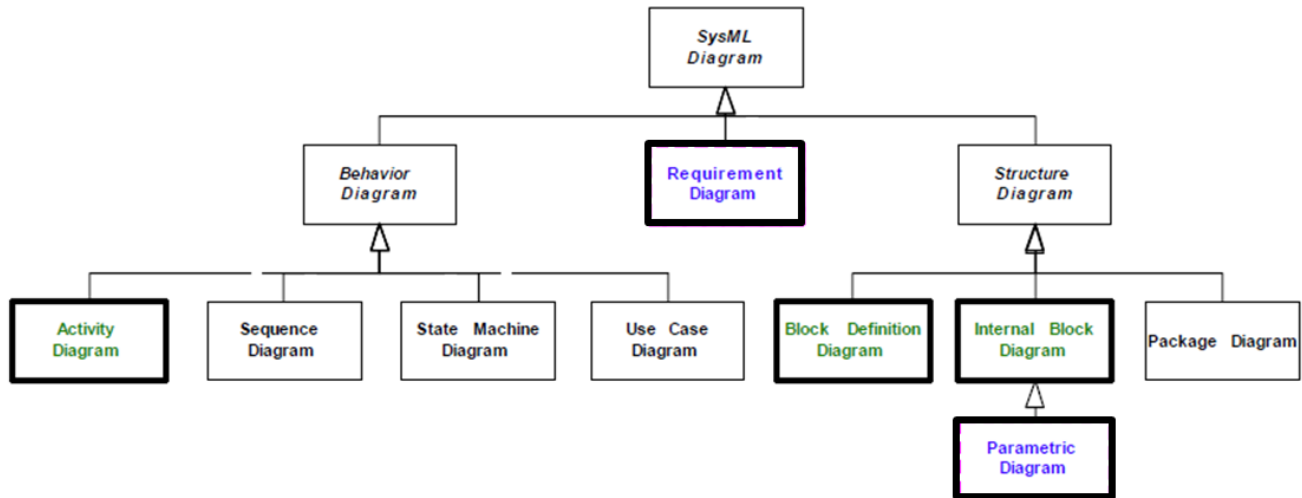 SysML
Diagram
Behavior
Diagram
Requirement
Diagram
Structure
Diagram
Activity
Diagram
Sequence
Diagram
State Machine
Diagram
Use Case
Diagram
Block Definition
Diagram
Internal Block
Diagram
Package Diagram
Parametric
Diagram